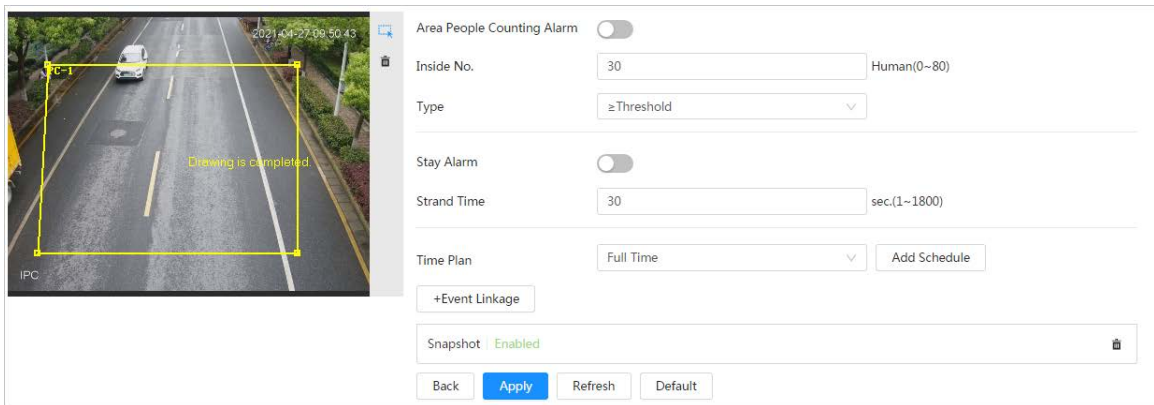 2021-04-27 09:50:43
PC-1
Drawing is completed.
IPC
Area People Counting Alarm
Inside No. 30 Human(0~80)
Type ≥Threshold
Stay Alarm
Strand Time 30 sec.(1~1800)
Time Plan Full Time Add Schedule
+Event Linkage
Snapshot Enabled
Back Apply Refresh Default